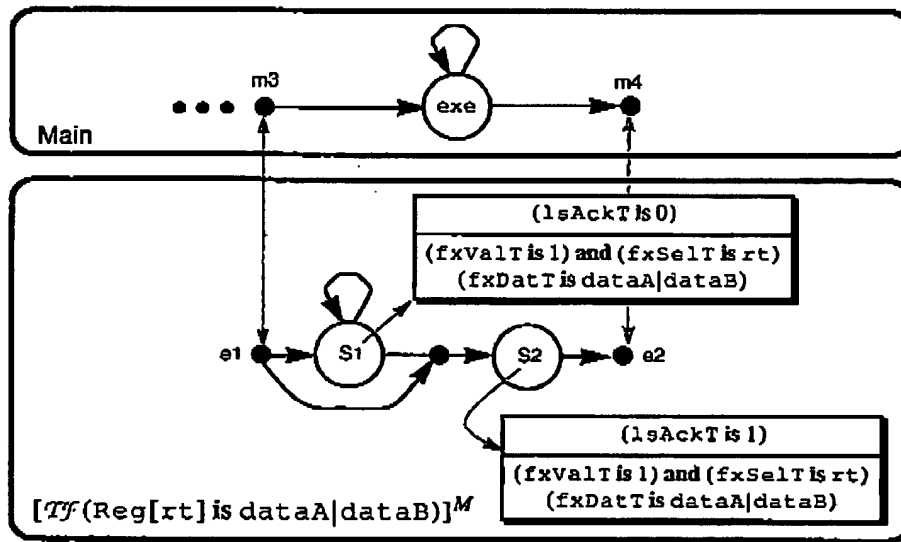 m3
m4
exe
Main
(lsAckT is 0)
(fxValT is 1) and (fxSelT is rt)
(fxDatT is dataA|dataB)
e1
S1
S2
e2
(lsAckT is 1)
(fxValT is 1) and (fxSelT is rt)
(fxDatT is dataA|dataB)
[𝒯ℱ(Reg[rt] is dataA|dataB)]ᴹ